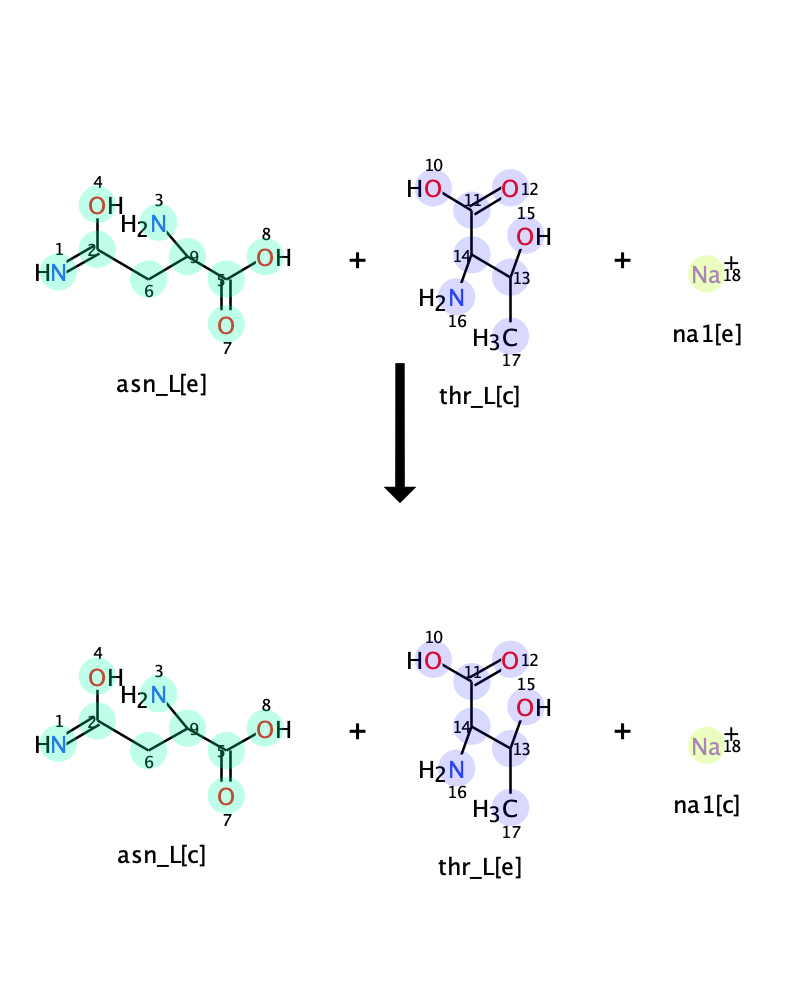 4
OH
3
H2N
1
HN
2
9
8
OH
6
5
O
7
asn_L[e]
+
10
HO
11
O 12
15
OH
14
13
H2N
16
H3C
17
thr_L[c]
+
Na+
18
na1[e]
4
OH
3
H2N
1
HN
2
9
8
OH
6
5
O
7
asn_L[c]
+
10
HO
11
O 12
15
OH
14
13
H2N
16
H3C
17
thr_L[e]
+
Na+
18
na1[c]